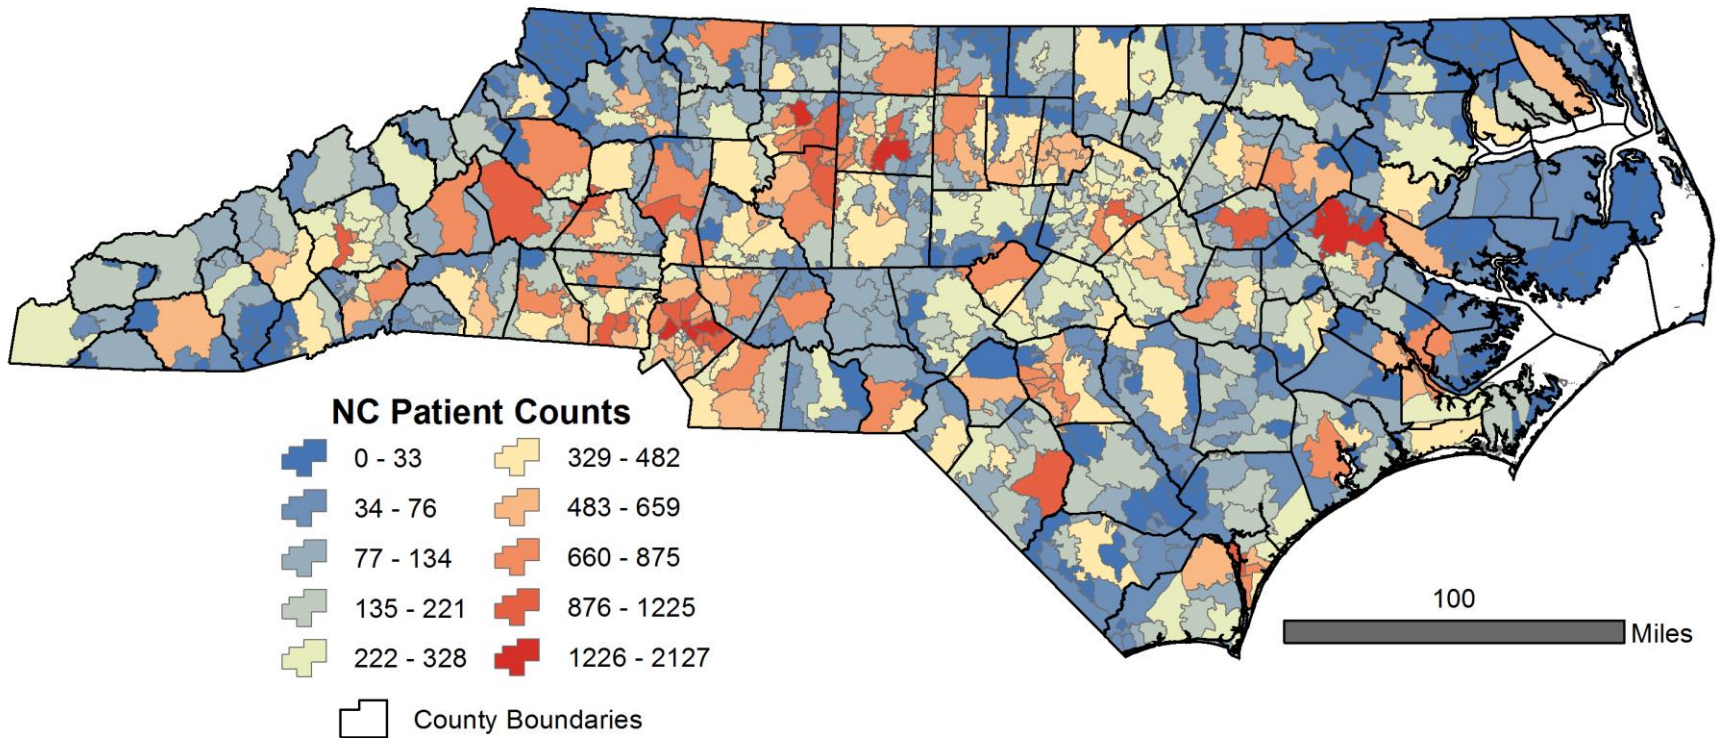 NC Patient Counts
0 - 33
34 - 76
77 - 134
135 - 221
222 - 328
329 - 482
483 - 659
660 - 875
876 - 1225
1226 - 2127
County Boundaries
100
Miles